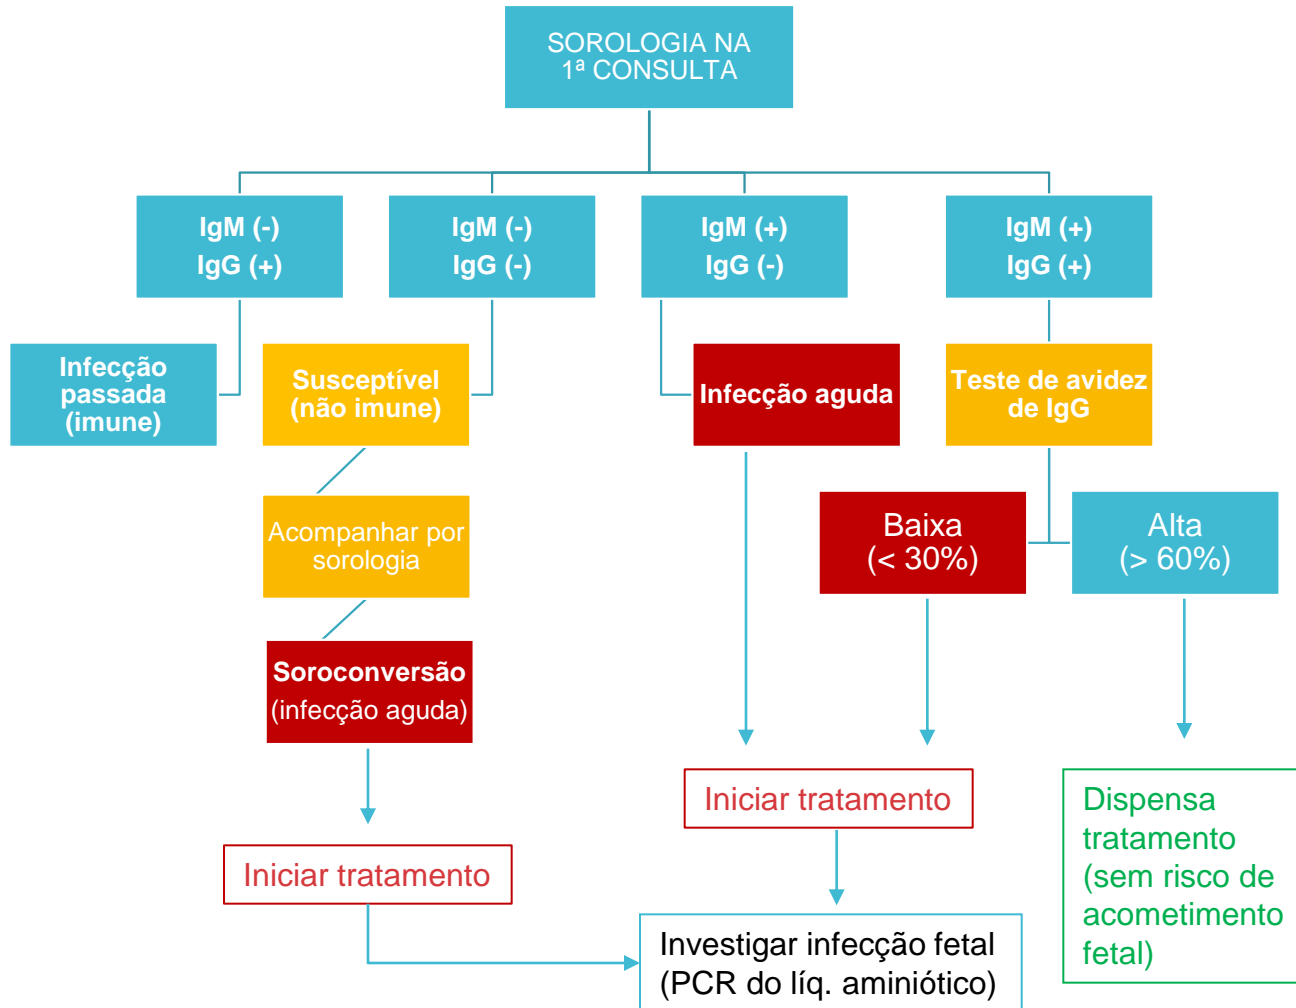 SOROLOGIA NA
1ª CONSULTA
IgM (-)
IgG (+)
IgM (-)
IgG (-)
IgM (+)
IgG (-)
IgM (+)
IgG (+)
Infecção
passada
(imune)
Susceptível
(não imune)
Infecção aguda
Teste de avidez
de IgG
Acompanhar por
sorologia
Baixa
(< 30%)
Alta
(> 60%)
Soroconversão
(infecção aguda)
Iniciar tratamento
Iniciar tratamento
Dispensa
tratamento
(sem risco de
acometimento
fetal)
Investigar infecção fetal
(PCR do líq. aminiótico)